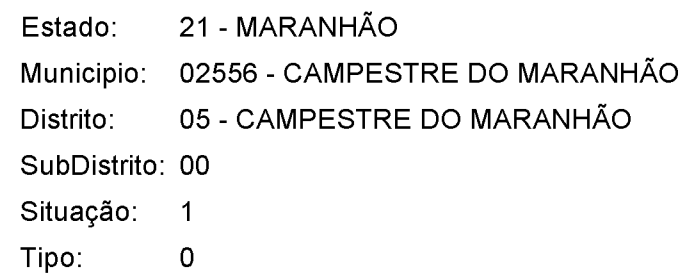 Estado: 21 - MARANHÃO
Municipio: 02556 - CAMPESTRE DO MARANHÃO
Distrito: 05 - CAMPESTRE DO MARANHÃO
SubDistrito: 00
Situação: 1
Tipo: 0